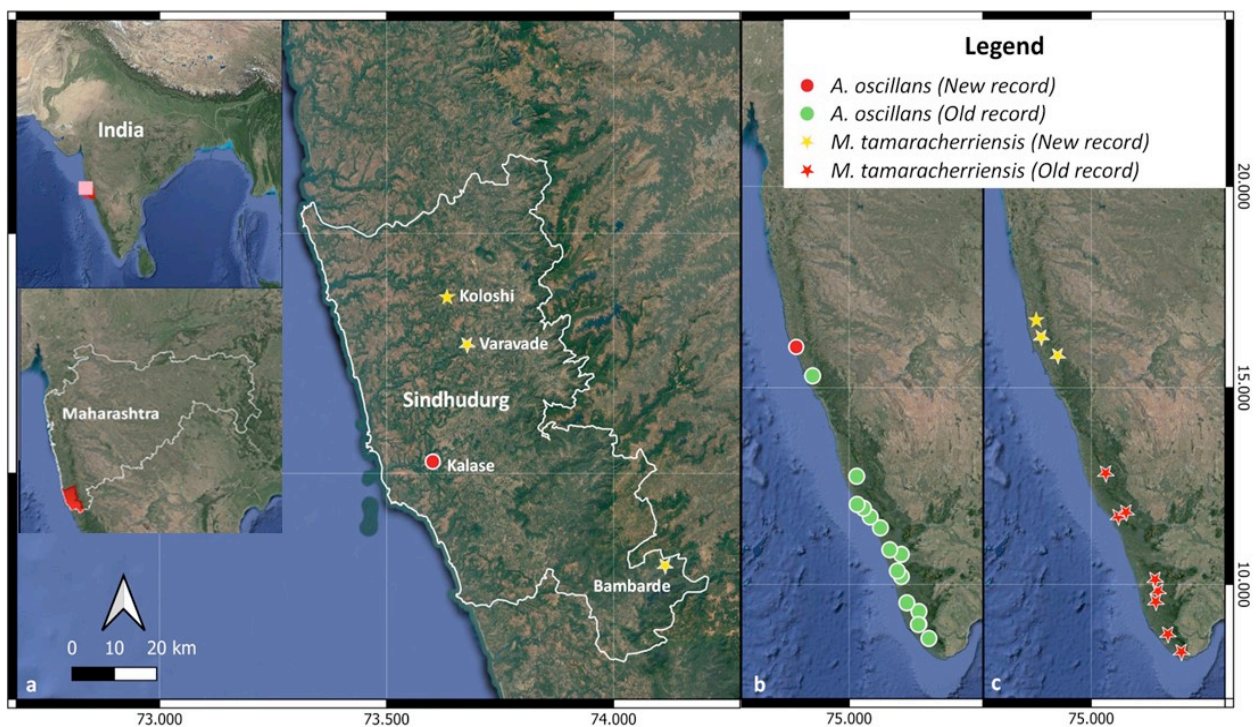 India
Maharashtra
Koloshi
Varavade
Sindhudurg
Kalase
Bambarde
0 10 20 km
a
b
c
Legend
A. oscillans (New record)
A. oscillans (Old record)
M. tamaracherriensis (New record)
M. tamaracherriensis (Old record)
20.000
15.000
10.000
73.000
73.500
74.000
75.000
75.000